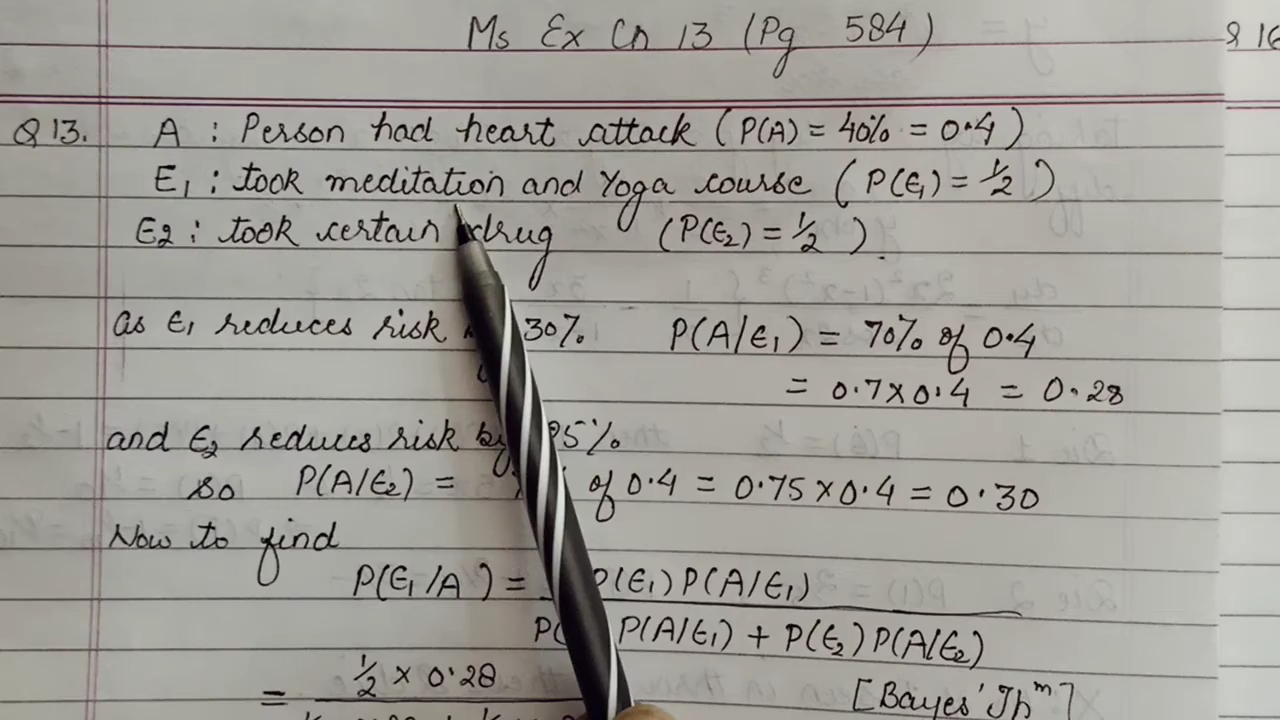 Ms Ex Ch 13 (Pg 584)
Q 16
Q 13. A : Person had heart attack (P(A) = 40% = 0.4)
E₁ : took meditation and Yoga course (P(E₁) = ½)
E2 : took certain drug (P(E₂) = ½).
as E₁ reduces risk 30% P(A/E₁) = 70% of 0.4
= 0.7×0.4 = 0.28
and E₂ reduces risk by 25%
so P(A/E₂) = of 0.4 = 0.75×0.4 = 0.30
Now to find
P(E₁/A) = P(E₁) P(A/E₁)
P(A/E₁) + P(E₂) P(A/E₂)
= ½ × 0.28
[Bayes' Thᵐ]